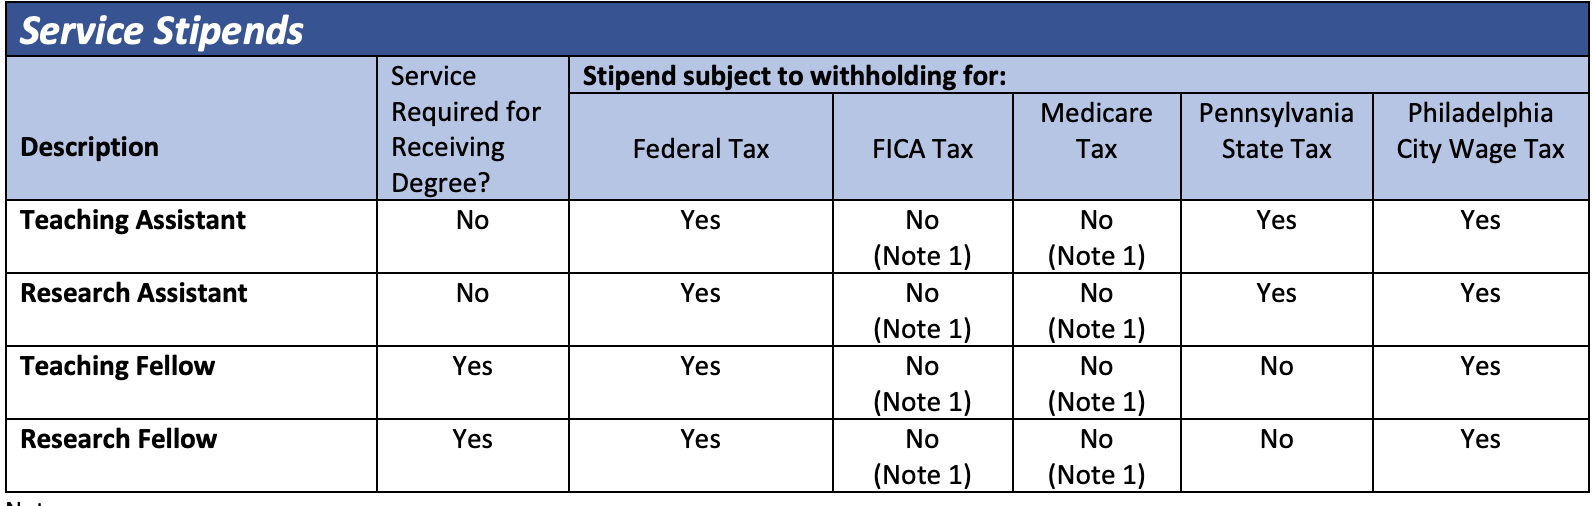 Service Stipends
Description
Service
Required for
Receiving
Degree?
Stipend subject to withholding for:
Federal Tax
FICA Tax
Medicare
Tax
Pennsylvania
State Tax
Philadelphia
City Wage Tax
Teaching Assistant
No
Yes
No
(Note 1)
No
(Note 1)
Yes
Yes
Research Assistant
No
Yes
No
(Note 1)
No
(Note 1)
Yes
Yes
Teaching Fellow
Yes
Yes
No
(Note 1)
No
(Note 1)
No
Yes
Research Fellow
Yes
Yes
No
(Note 1)
No
(Note 1)
No
Yes